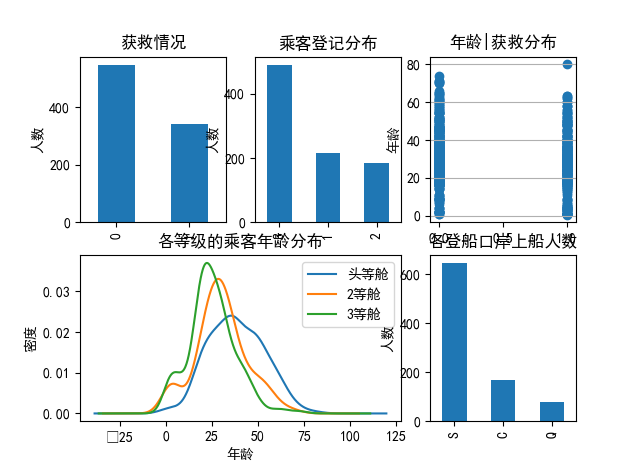 获救情况
人数
400
200
0
0
乘客登记分布
人数
400
200
0
1
2
年龄|获救分布
年龄
80
60
40
20
0
0.5
各等级的乘客年龄分布
密度
0.03
0.02
0.01
0.00
头等舱
2等舱
3等舱
□25
0
25
50
75
100
125
年龄
各登船口岸上船人数
人数
600
400
200
0
S
C
Q